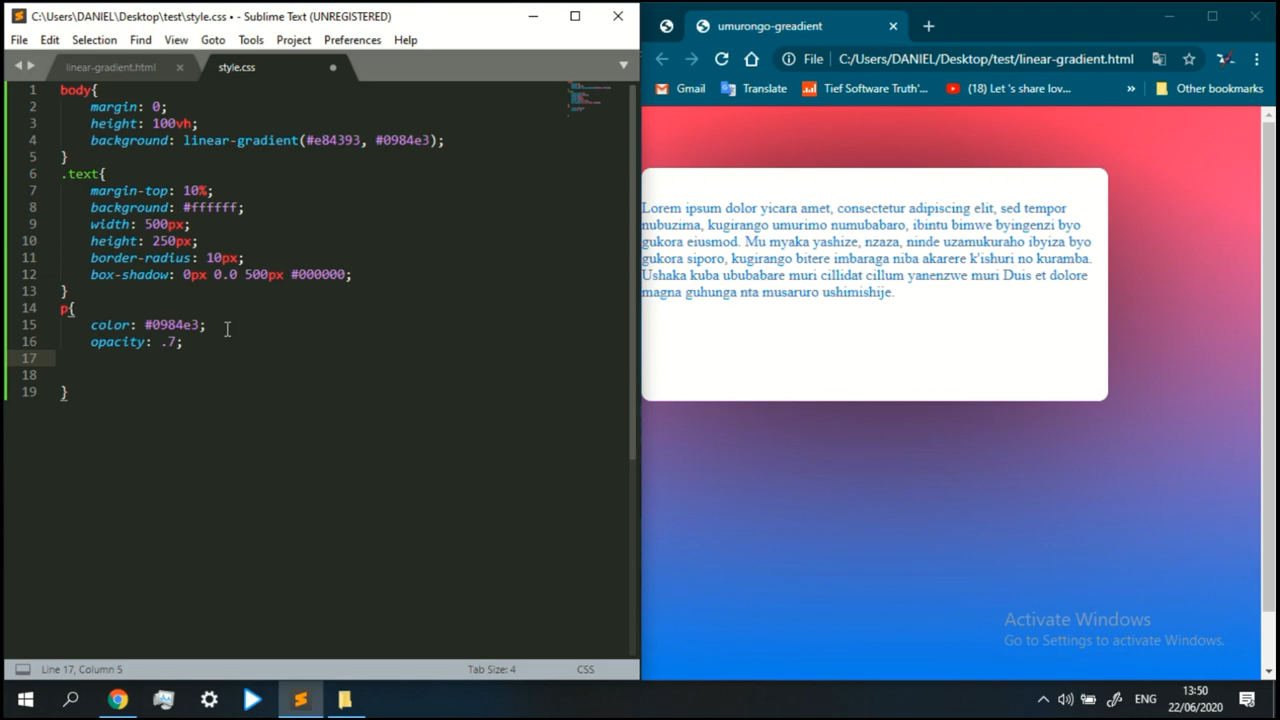 C:\Users\DANIEL\Desktop\test\style.css • - Sublime Text (UNREGISTERED)
File Edit Selection Find View Goto Tools Project Preferences Help
linear-gradient.html style.css
1 body{
2 margin: 0;
3 height: 100vh;
4 background: linear-gradient(#e84393, #0984e3);
5 }
6 .text{
7 margin-top: 10%;
8 background: #ffffff;
9 width: 500px;
10 height: 250px;
11 border-radius: 10px;
12 box-shadow: 0px 0.0 500px #000000;
13 }
14 p{
15 color: #0984e3;
16 opacity: .7;
17
18
19 }
Line 17, Column 5 Tab Size: 4 CSS
umurongo-greadient
File C:/Users/DANIEL/Desktop/test/linear-gradient.html
Gmail Translate Tief Software Truth'... (18) Let 's share lov... » Other bookmarks
Lorem ipsum dolor yicara amet, consectetur adipiscing elit, sed tempor
nubuzima, kugirango umurimo numubabaro, ibintu bimwe byingenzi byo
gukora eiusmod. Mu myaka yashize, nzaza, ninde uzamukuraho ibyiza byo
gukora siporo, kugirango bitere imbaraga niba akarere k'ishuri no kuramba.
Ushaka kuba ububabare muri cillidat cillum yanenzwe muri Duis et dolore
magna guhunga nta musaruro ushimishije.
Activate Windows
Go to Settings to activate Windows.
ENG 13:50
22/06/2020